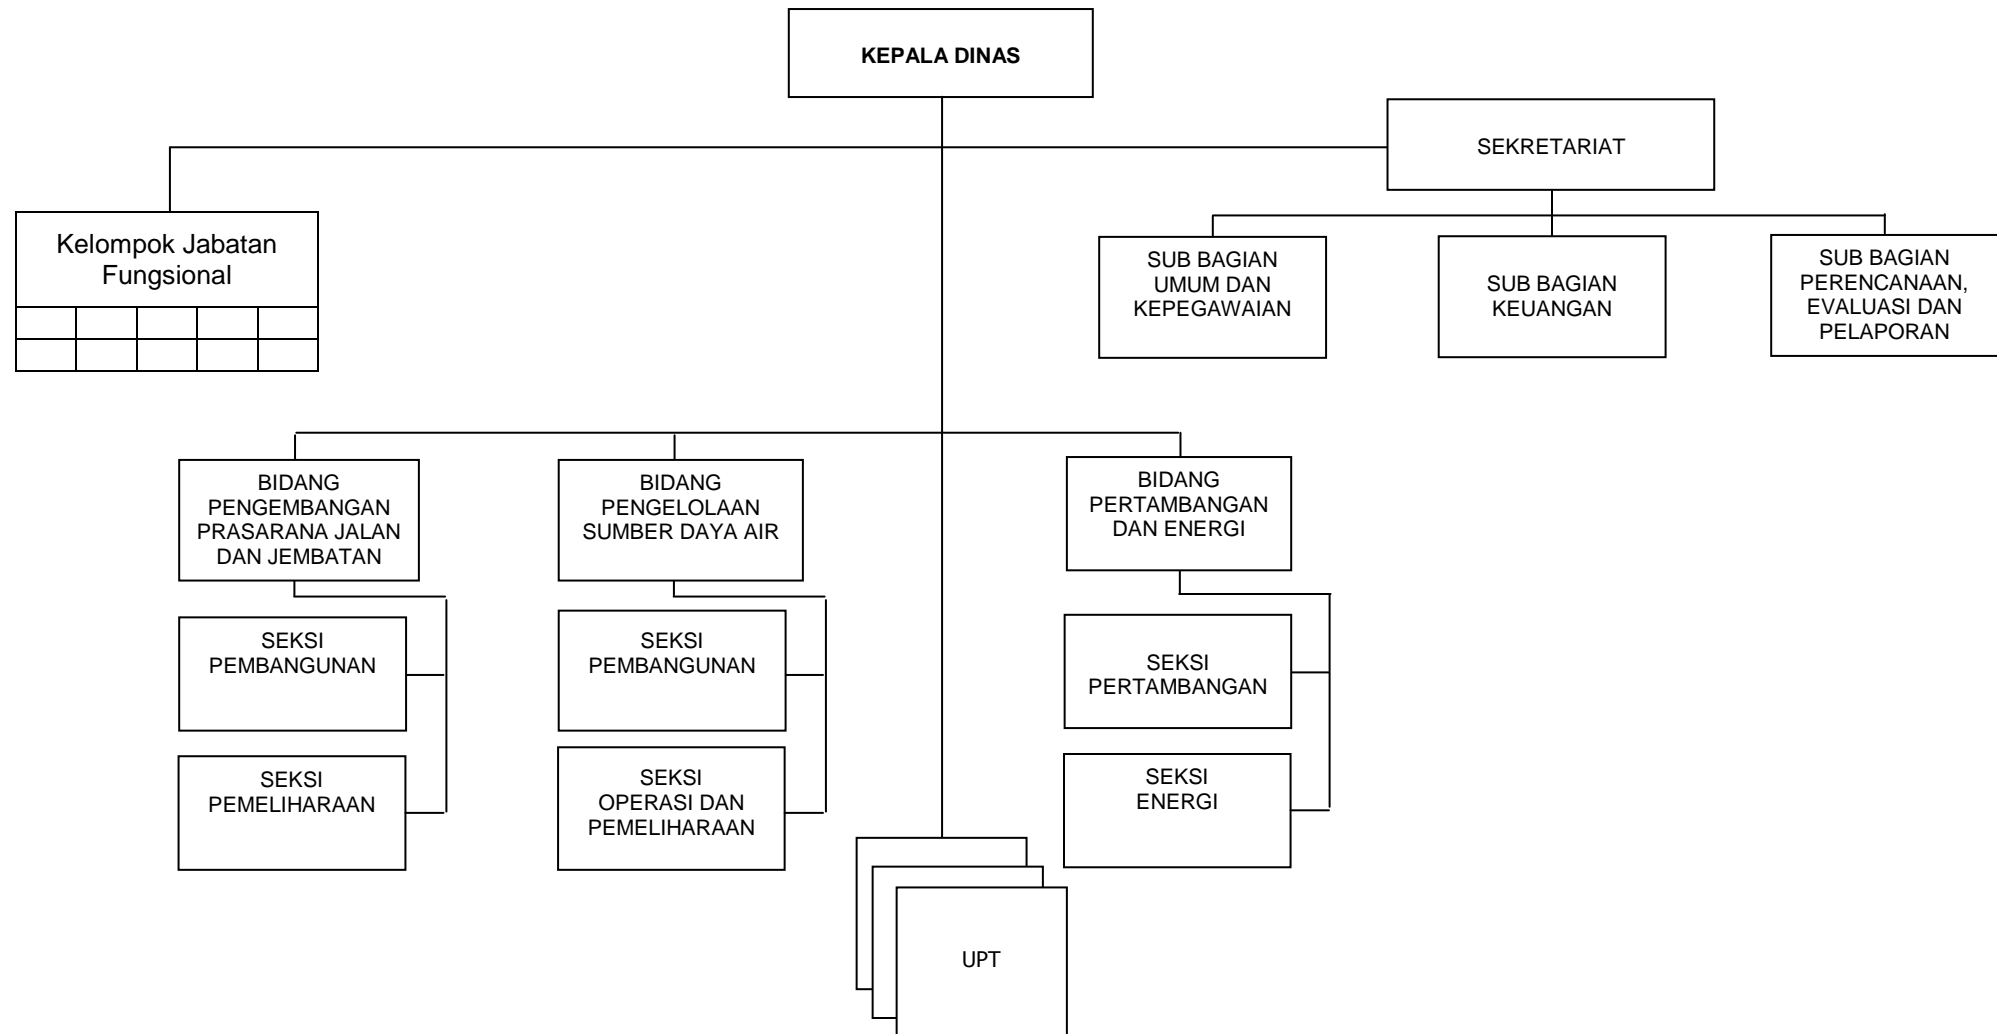 KEPALA DINAS
SEKRETARIAT
Kelompok Jabatan
Fungsional
SUB BAGIAN
UMUM DAN
KEPEGAWAIAN
SUB BAGIAN
KEUANGAN
SUB BAGIAN
PERENCANAAN,
EVALUASI DAN
PELAPORAN
BIDANG
PENGEMBANGAN
PRASARANA JALAN
DAN JEMBATAN
BIDANG
PENGELOLAAN
SUMBER DAYA AIR
BIDANG
PERTAMBANGAN
DAN ENERGI
SEKSI
PEMBANGUNAN
SEKSI
PEMBANGUNAN
SEKSI
PERTAMBANGAN
SEKSI
PEMELIHARAAN
SEKSI
OPERASI DAN
PEMELIHARAAN
SEKSI
ENERGI
UPT